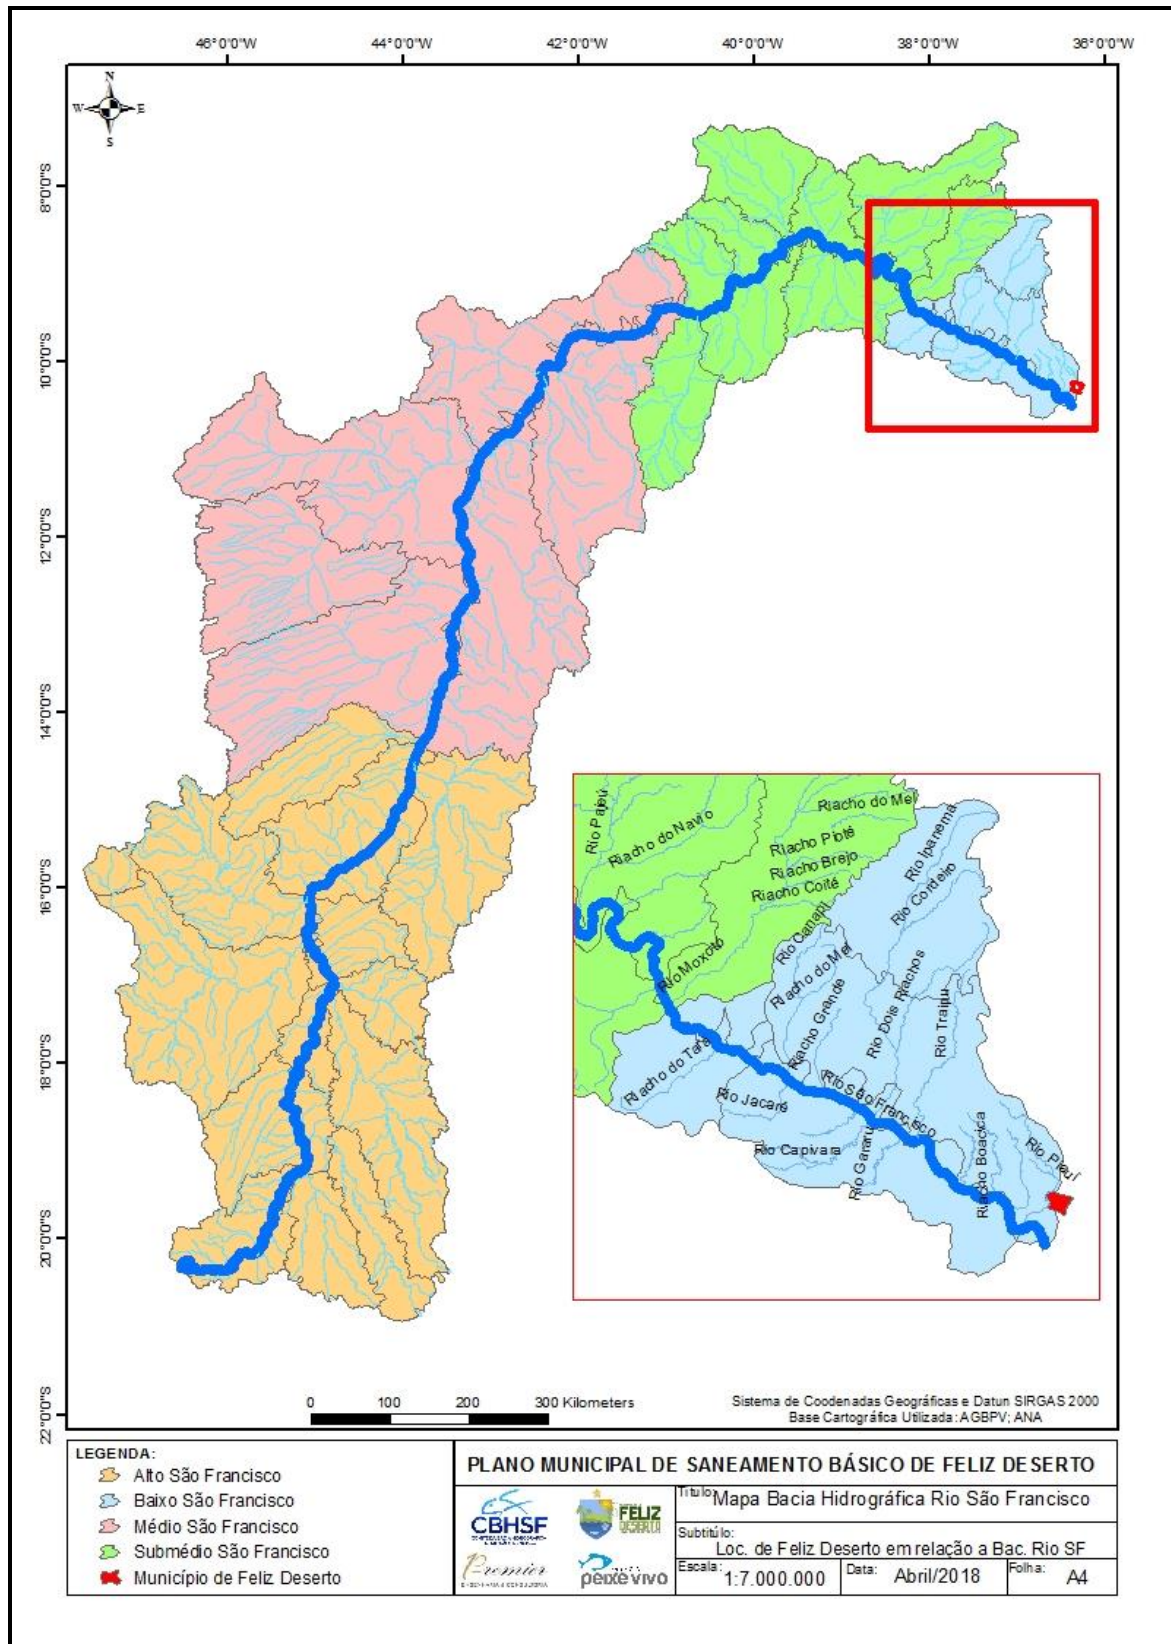 46°0'0"W 44°0'0"W 42°0'0"W 40°0'0"W 38°0'0"W 36°0'0"W
N
W E
S
8°0'0"S
10°0'0"S
12°0'0"S
14°0'0"S
16°0'0"S
18°0'0"S
20°0'0"S
22°0'0"S
Rio Pajeú
Riacho do Navio
Riacho do Mel
Riacho Pioté
Riacho Brejo
Riacho Coité
Rio Ipanema
Rio Cordeiro
Rio Canapi
Rio Moxotó
Riacho do Mel
Riacho Grande
Rio Dois Riachos
Rio Traipu
Riacho do Tará
Rio Jacaré
Rio São Francisco
Rio Capivara
Rio Gararu
Riacho Boacica
Rio Piauí
0 100 200 300 Kilometers
Sistema de Coodenadas Geográficas e Datun SIRGAS 2000
Base Cartográfica Utilizada: AGBPV; ANA
LEGENDA:
Alto São Francisco
Baixo São Francisco
Médio São Francisco
Submédio São Francisco
Município de Feliz Deserto
PLANO MUNICIPAL DE SANEAMENTO BÁSICO DE FELIZ DESERTO
CBHSF
FELIZ
DESERTO
Premier
peixe vivo
Título: Mapa Bacia Hidrográfica Rio São Francisco
Subtitúlo:
Loc. de Feliz Deserto em relação a Bac. Rio SF
Escala: 1:7.000.000
Data: Abril/2018
Folha: A4